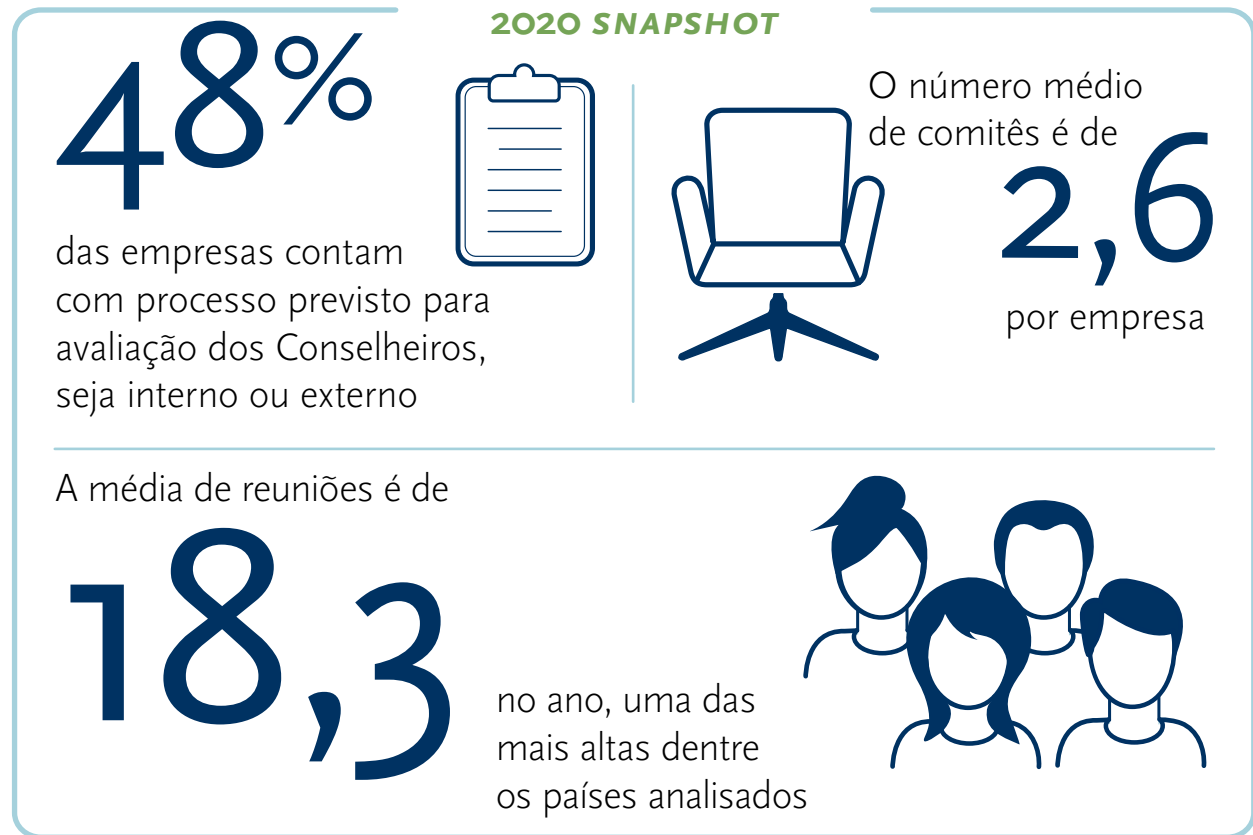 2020 SNAPSHOT
48%
das empresas contam
com processo previsto para
avaliação dos Conselheiros,
seja interno ou externo
O número médio
de comitês é de
2,6
por empresa
A média de reuniões é de
18,3
no ano, uma das
mais altas dentre
os países analisados